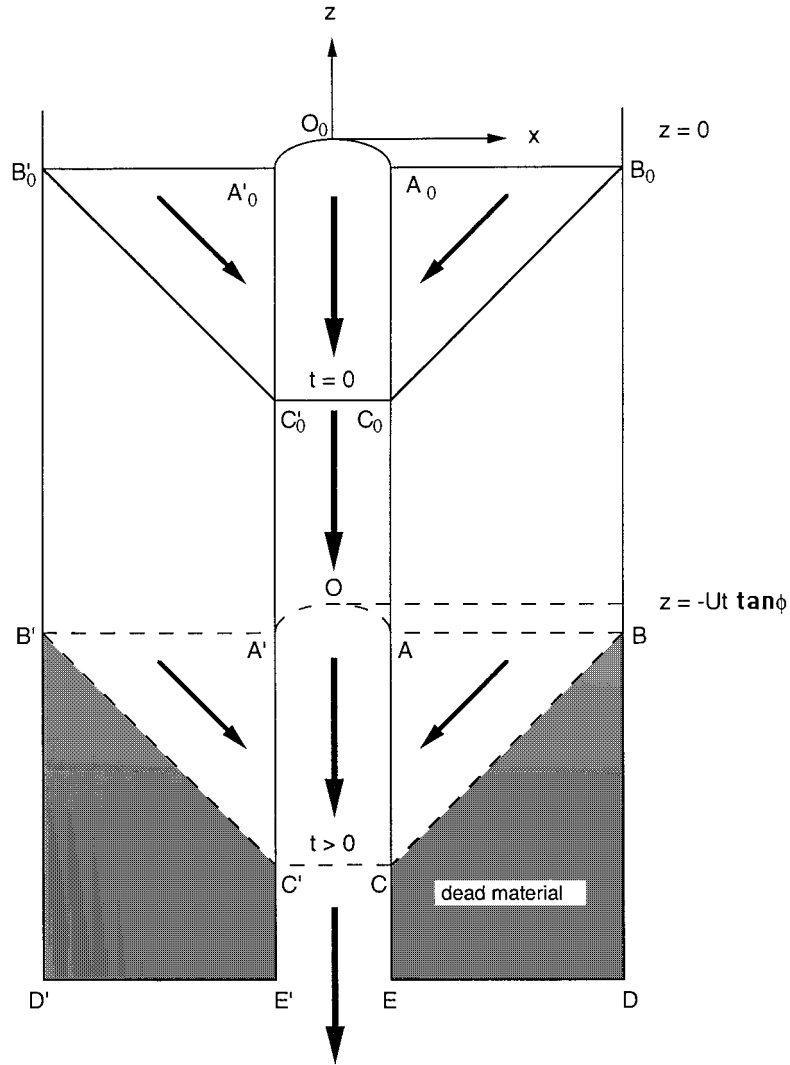 z
O₀
x
z = 0
B'₀
A'₀
A₀
B₀
t = 0
C'₀
C₀
O
z = -Ut tanϕ
B'
A'
A
B
t > 0
C'
C
dead material
D'
E'
E
D